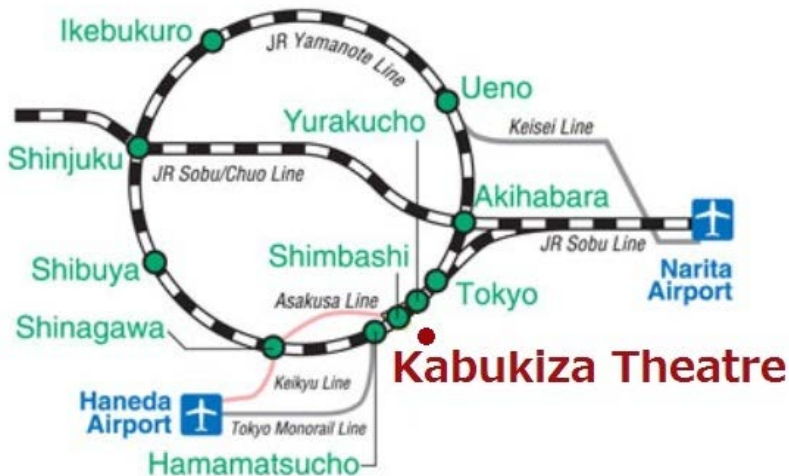 Ikebukuro
JR Yamanote Line
Ueno
Yurakucho
Keisei Line
Shinjuku
JR Sobu/Chuo Line
Akihabara
JR Sobu Line
Shimbashi
Narita
Airport
Shibuya
Tokyo
Asakusa Line
Shinagawa
Kabukiza Theatre
Keikyu Line
Haneda
Airport
Tokyo Monorail Line
Hamamatsucho